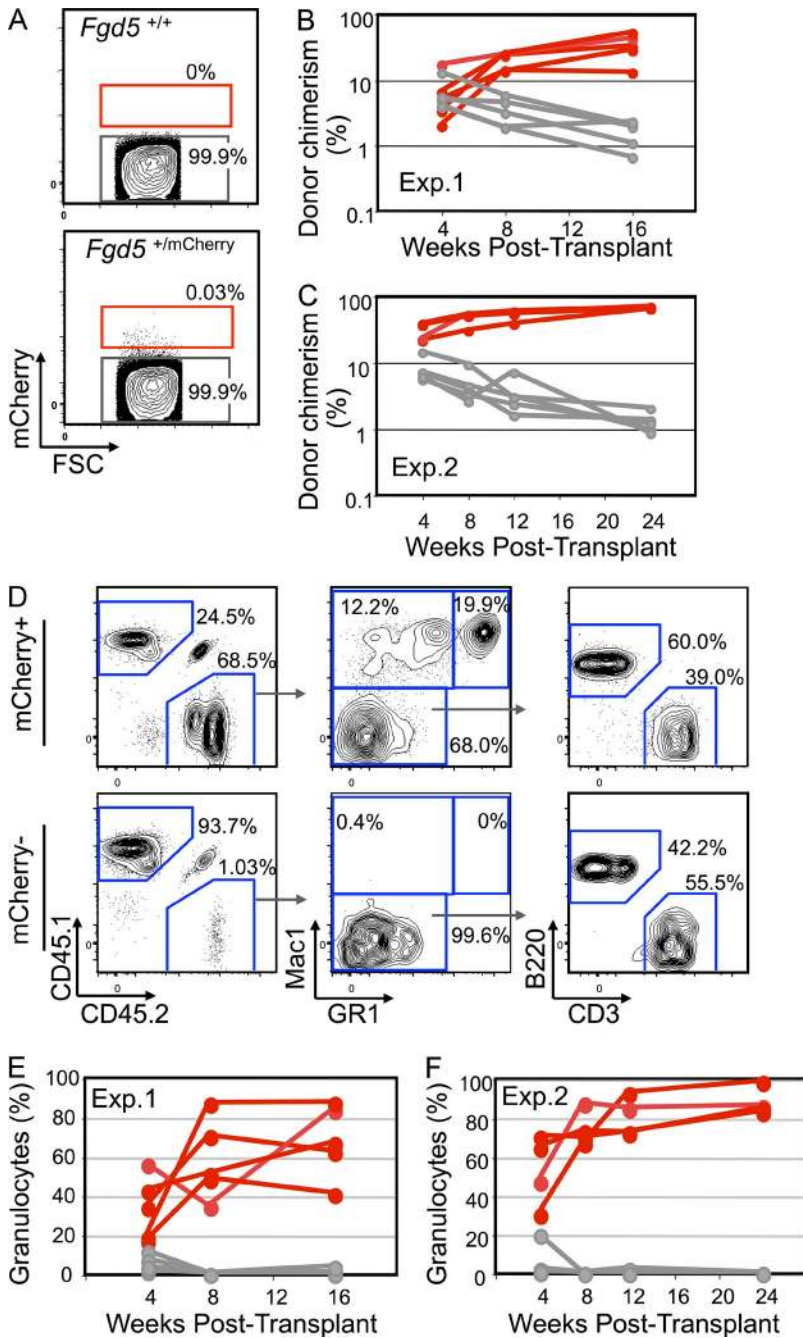 A
Fgd5 +/+
0%
99.9%
0
0
Fgd5 +/mCherry
0.03%
99.9%
0
0
mCherry
FSC
B
Donor chimerism (%)
100
10
1
0.1
Exp.1
4 8 12 16
Weeks Post-Transplant
C
Donor chimerism (%)
100
10
1
0.1
Exp.2
4 8 12 16 20 24
Weeks Post-Transplant
D
mCherry+
24.5%
68.5%
0
0
12.2%
19.9%
68.0%
0
0
60.0%
39.0%
0
0
mCherry-
93.7%
1.03%
0
0
0.4%
0%
99.6%
0
0
42.2%
55.5%
0
0
CD45.1
CD45.2
Mac1
GR1
B220
CD3
E
Granulocytes (%)
100
80
60
40
20
0
Exp.1
4 8 12 16
Weeks Post-Transplant
F
Granulocytes (%)
100
80
60
40
20
0
Exp.2
4 8 12 16 20 24
Weeks Post-Transplant